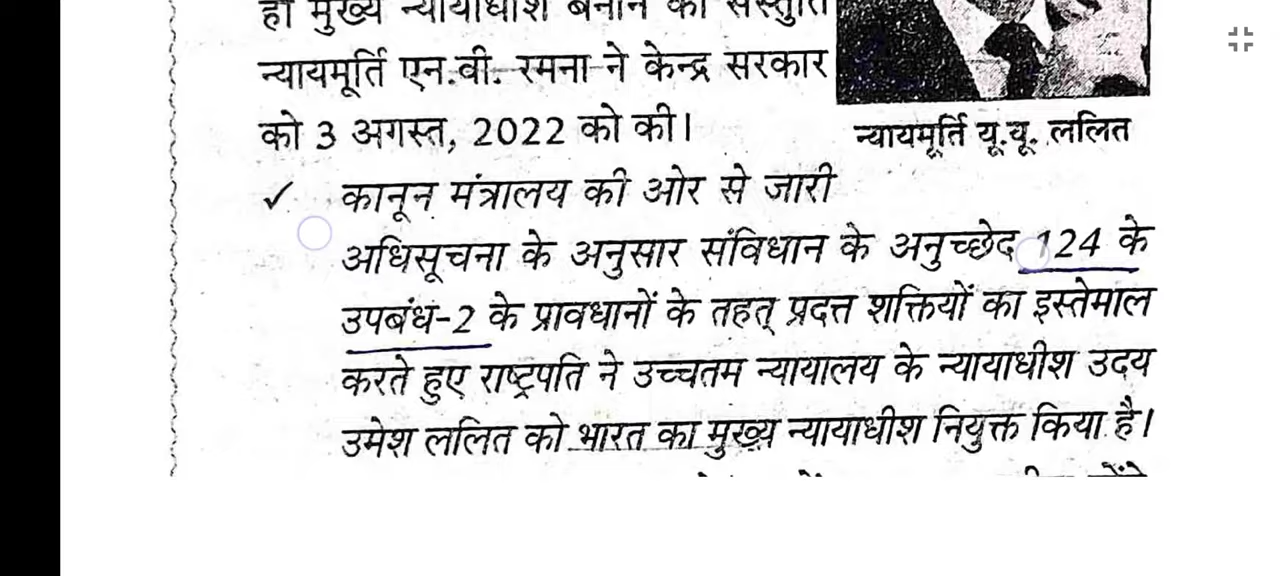 ही मुख्य न्यायाधीश बनाने की संस्तुति
न्यायमूर्ति एन.वी. रमना ने केन्द्र सरकार
को 3 अगस्त, 2022 को की।
न्यायमूर्ति यू.यू. ललित
✓ कानून मंत्रालय की ओर से जारी
अधिसूचना के अनुसार संविधान के अनुच्छेद 124 के
उपबंध-2 के प्रावधानों के तहत् प्रदत्त शक्तियों का इस्तेमाल
करते हुए राष्ट्रपति ने उच्चतम न्यायालय के न्यायाधीश उदय
उमेश ललित को भारत का मुख्य न्यायाधीश नियुक्त किया है।